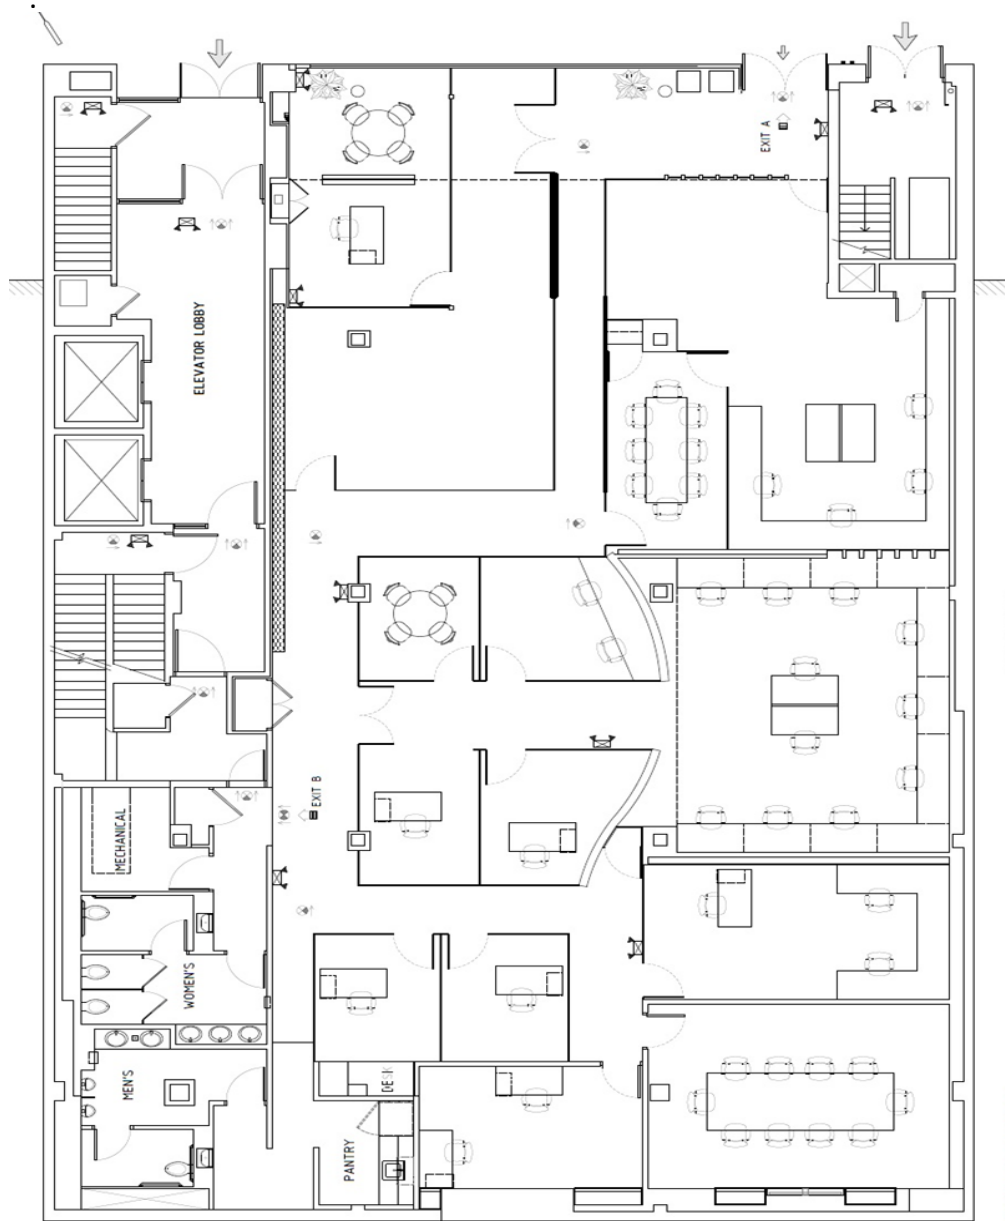 EXIT A
ELEVATOR LOBBY
EXIT B
MECHANICAL
WOMEN'S
MEN'S
DESK
PANTRY